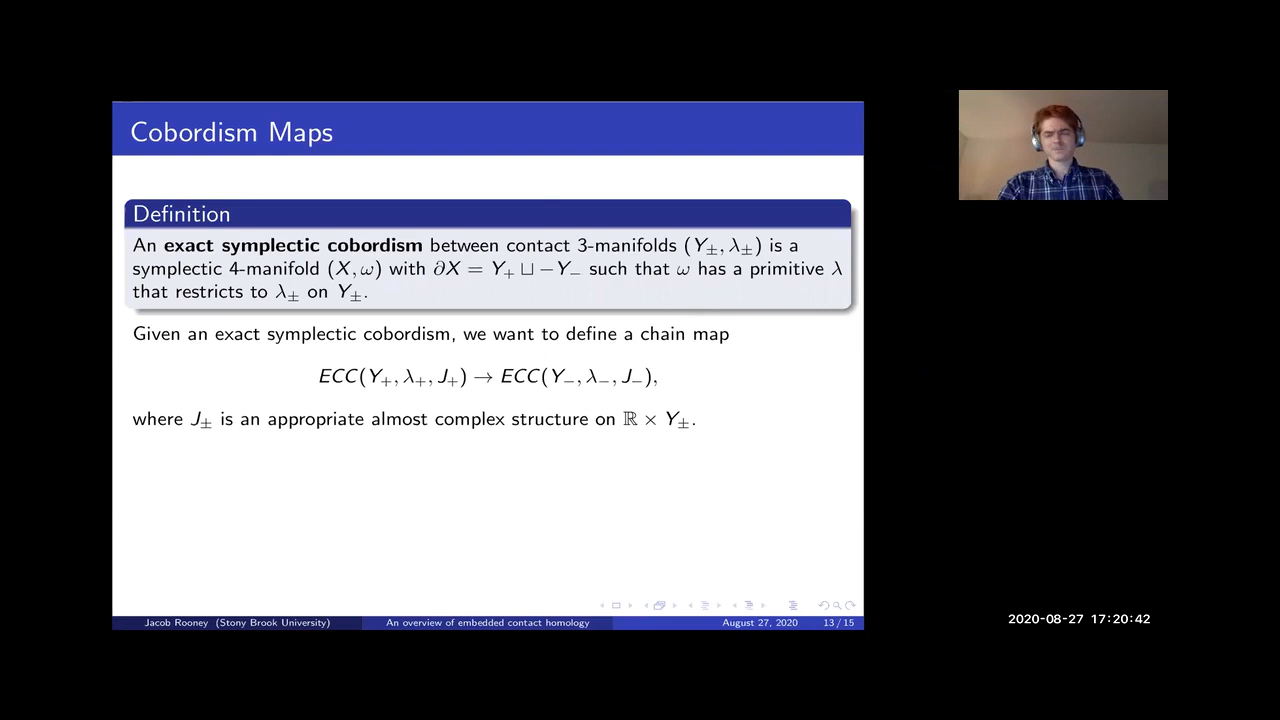 Cobordism Maps
Definition
An exact symplectic cobordism between contact 3-manifolds (Y±, λ±) is a
symplectic 4-manifold (X, ω) with ∂X = Y₊ ⊔ −Y₋ such that ω has a primitive λ
that restricts to λ± on Y±.
Given an exact symplectic cobordism, we want to define a chain map
ECC(Y₊, λ₊, J₊) → ECC(Y₋, λ₋, J₋),
where J± is an appropriate almost complex structure on ℝ × Y±.
Jacob Rooney (Stony Brook University) An overview of embedded contact homology August 27, 2020 13 / 15
2020-08-27 17:20:42